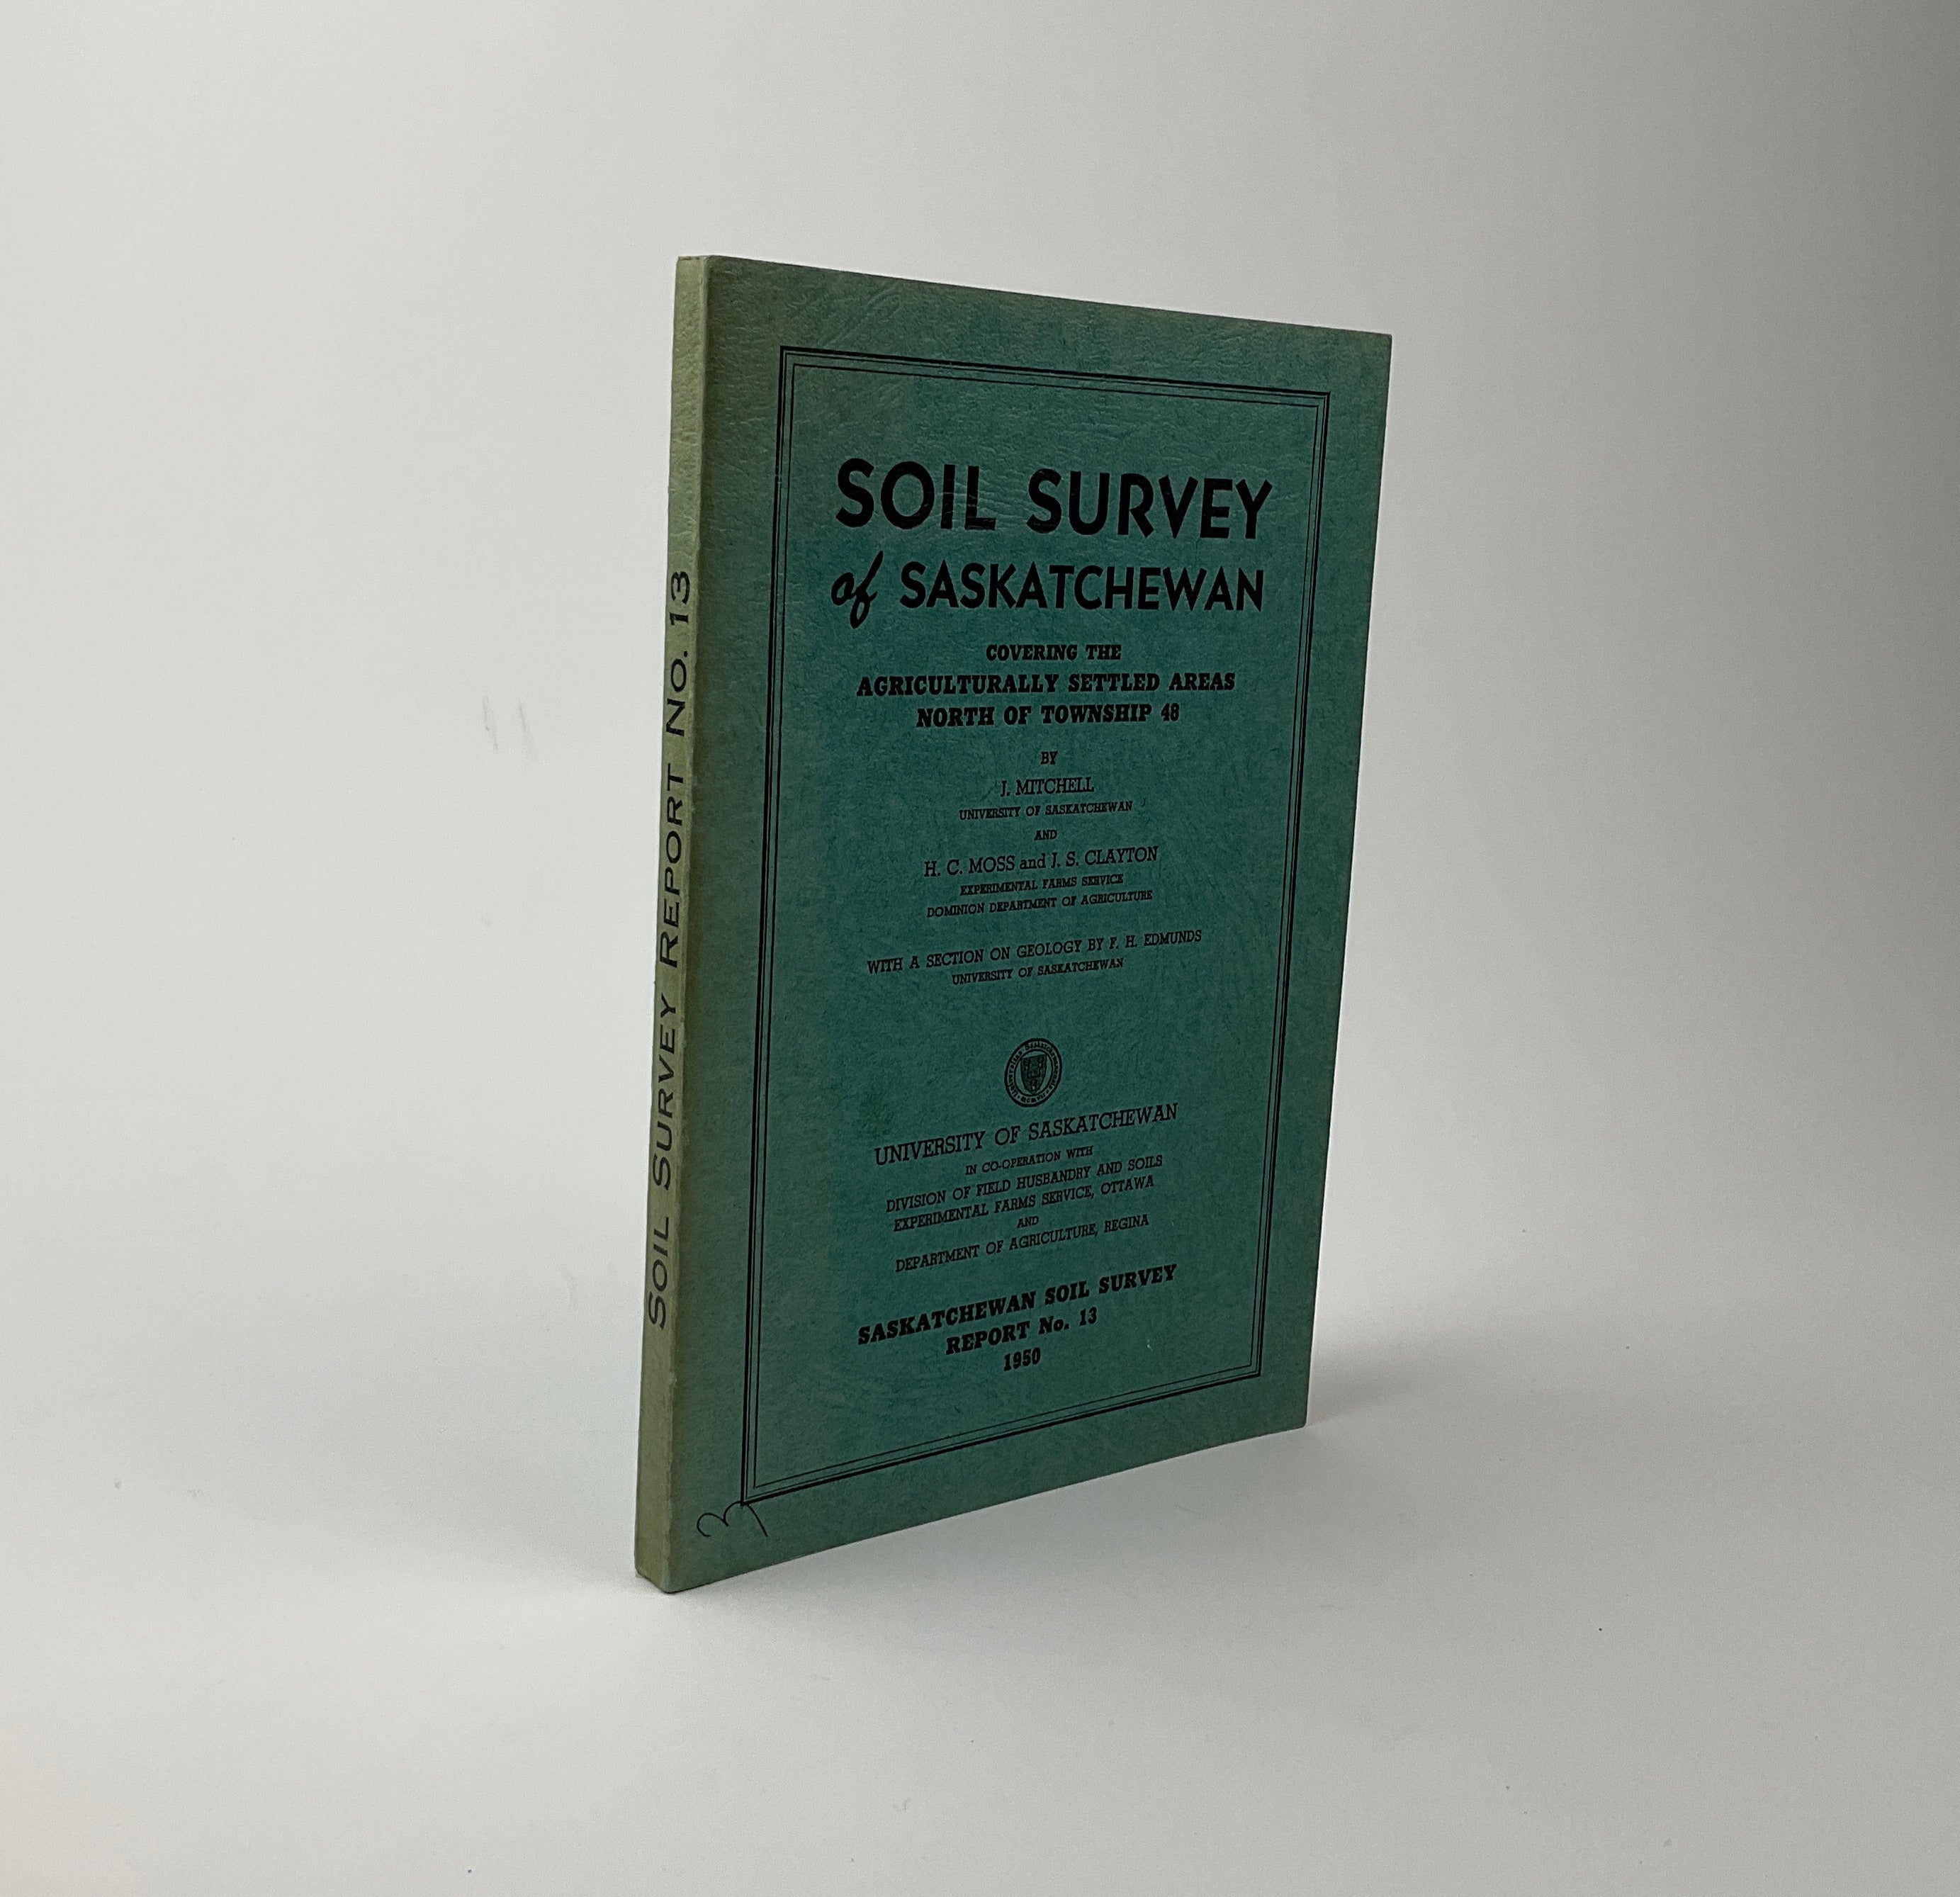 SOIL SURVEY REPORT NO. 13
SOIL SURVEY
of SASKATCHEWAN
COVERING THE
AGRICULTURALLY SETTLED AREAS
NORTH OF TOWNSHIP 48
BY
J. MITCHELL
UNIVERSITY OF SASKATCHEWAN
AND
H. C. MOSS and J. S. CLAYTON
EXPERIMENTAL FARMS SERVICE
DOMINION DEPARTMENT OF AGRICULTURE
WITH A SECTION ON GEOLOGY BY F. H. EDMUNDS
UNIVERSITY OF SASKATCHEWAN
UNIVERSITY OF SASKATCHEWAN
IN CO-OPERATION WITH
DIVISION OF FIELD HUSBANDRY AND SOILS
EXPERIMENTAL FARMS SERVICE, OTTAWA
AND
DEPARTMENT OF AGRICULTURE, REGINA
SASKATCHEWAN SOIL SURVEY
REPORT No. 13
1950